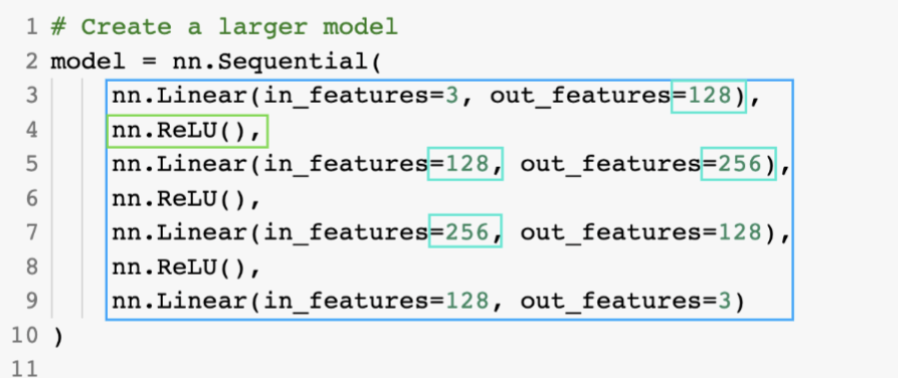 1 # Create a larger model
2 model = nn.Sequential(
3 nn.Linear(in_features=3, out_features=128),
4 nn.ReLU(),
5 nn.Linear(in_features=128, out_features=256),
6 nn.ReLU(),
7 nn.Linear(in_features=256, out_features=128),
8 nn.ReLU(),
9 nn.Linear(in_features=128, out_features=3)
10 )
11